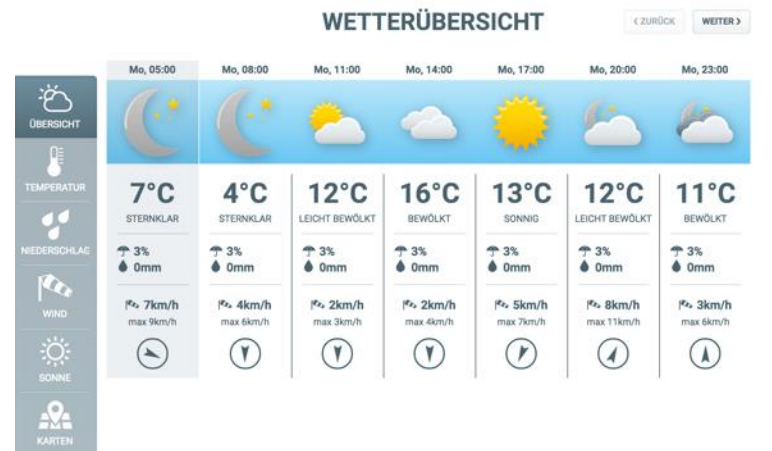 WETTERÜBERSICHT
‹ ZURÜCK
WEITER ›
Mo, 05:00 Mo, 08:00 Mo, 11:00 Mo, 14:00 Mo, 17:00 Mo, 20:00 Mo, 23:00
ÜBERSICHT
TEMPERATUR
NIEDERSCHLAG
WIND
SONNE
KARTEN
7°C 4°C 12°C 16°C 13°C 12°C 11°C
STERNKLAR STERNKLAR LEICHT BEWÖLKT BEWÖLKT SONNIG LEICHT BEWÖLKT BEWÖLKT
3% 3% 3% 3% 3% 3% 3%
0mm 0mm 0mm 0mm 0mm 0mm 0mm
7km/h 4km/h 2km/h 2km/h 5km/h 8km/h 3km/h
max 9km/h max 6km/h max 3km/h max 4km/h max 7km/h max 11km/h max 6km/h